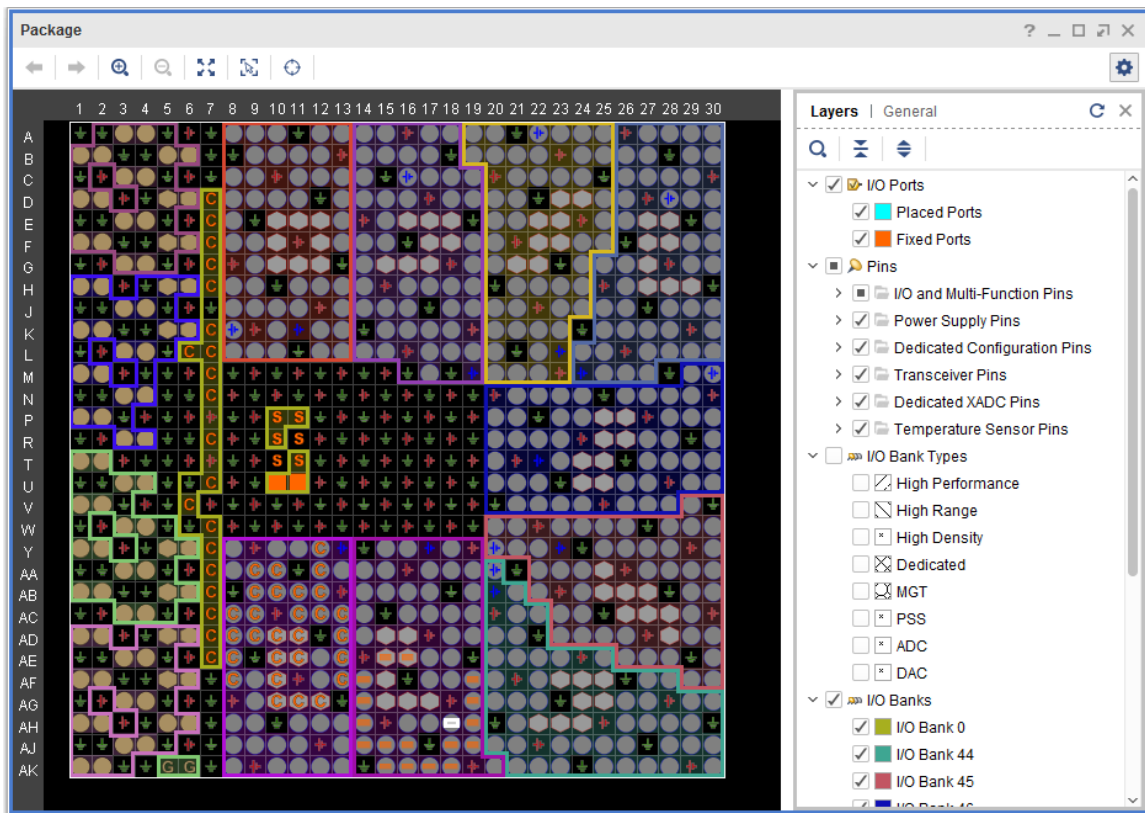 Package
1 2 3 4 5 6 7 8 9 10 11 12 13 14 15 16 17 18 19 20 21 22 23 24 25 26 27 28 29 30
Layers | General
A
B
C
D
E
F
G
H
J
K
L
M
N
P
R
T
U
V
W
Y
AA
AB
AC
AD
AE
AF
AG
AH
AJ
AK
C
C
C
C
C
C
C C
C
C
S S
C
S
C
S S
C
C
C
C
C
C
C
C
C
G G
I/O Ports
Placed Ports
Fixed Ports
Pins
I/O and Multi-Function Pins
Power Supply Pins
Dedicated Configuration Pins
Transceiver Pins
Dedicated XADC Pins
Temperature Sensor Pins
I/O Bank Types
High Performance
High Range
High Density
Dedicated
MGT
PSS
ADC
DAC
I/O Banks
I/O Bank 0
I/O Bank 44
I/O Bank 45
I/O Bank 46